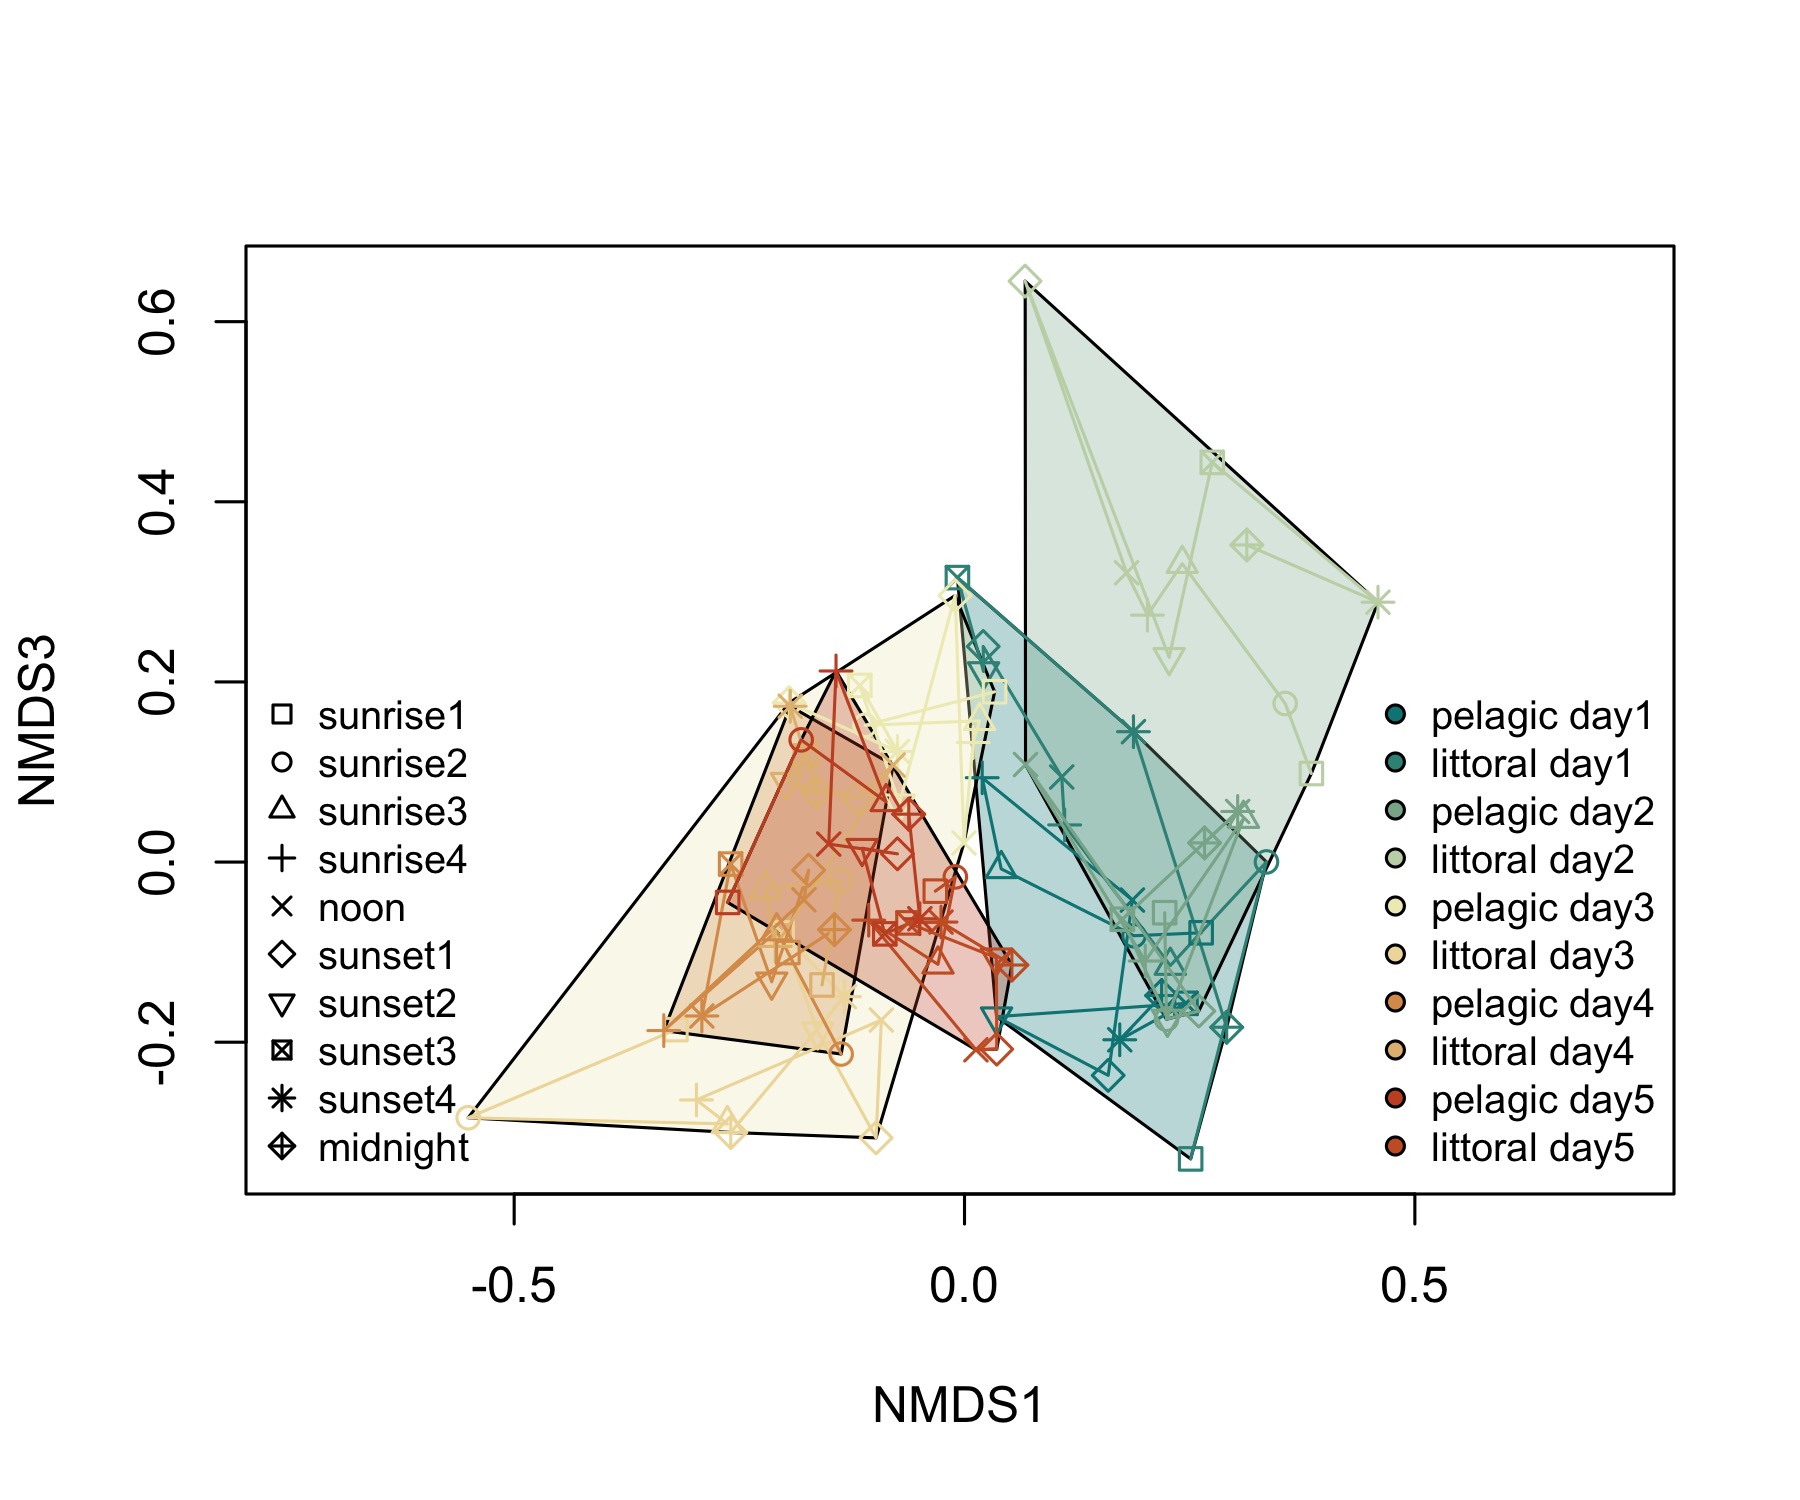 NMDS3
0.6
0.4
0.2
0.0
-0.2
sunrise1
sunrise2
sunrise3
sunrise4
noon
sunset1
sunset2
sunset3
sunset4
midnight
pelagic day1
littoral day1
pelagic day2
littoral day2
pelagic day3
littoral day3
pelagic day4
littoral day4
pelagic day5
littoral day5
-0.5
0.0
0.5
NMDS1